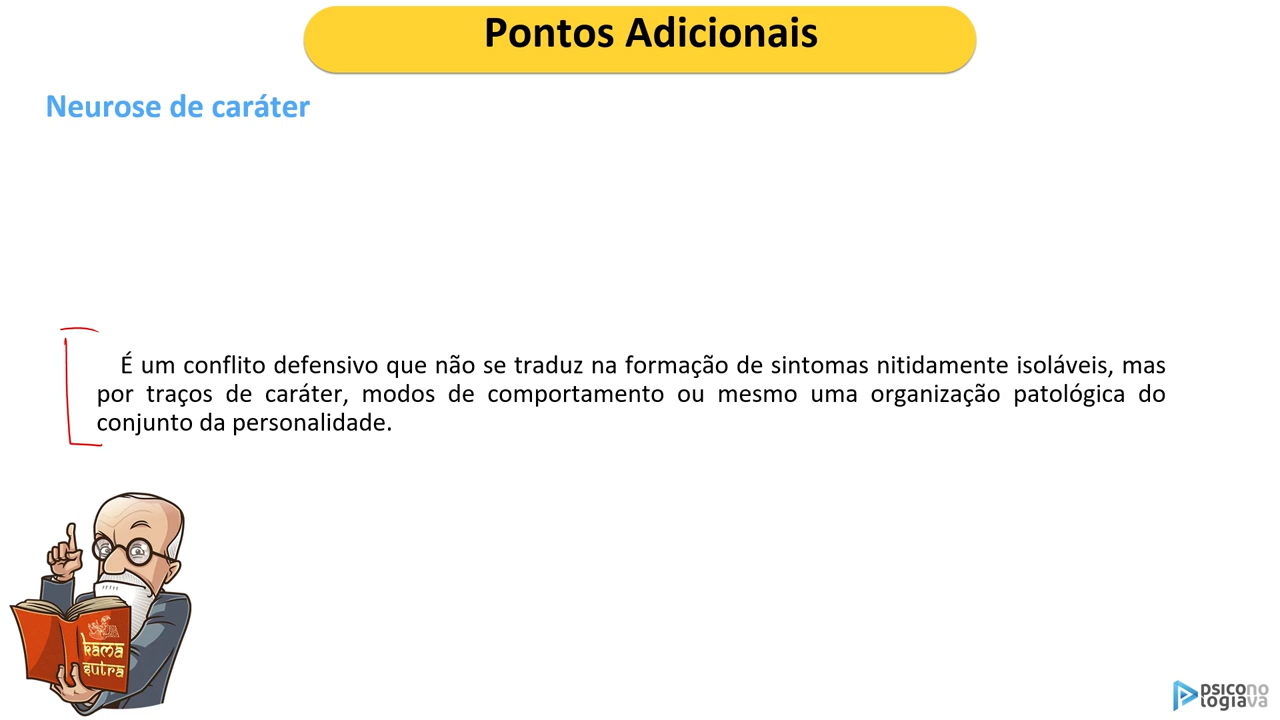 Pontos Adicionais
Neurose de caráter
É um conflito defensivo que não se traduz na formação de sintomas nitidamente isoláveis, mas
por traços de caráter, modos de comportamento ou mesmo uma organização patológica do
conjunto da personalidade.
kama
sutra
psicono
logiava